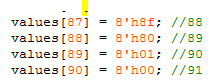 values[87] = 8'h8f; //88
values[88] = 8'h80; //89
values[89] = 8'h01; //90
values[90] = 8'h00; //91